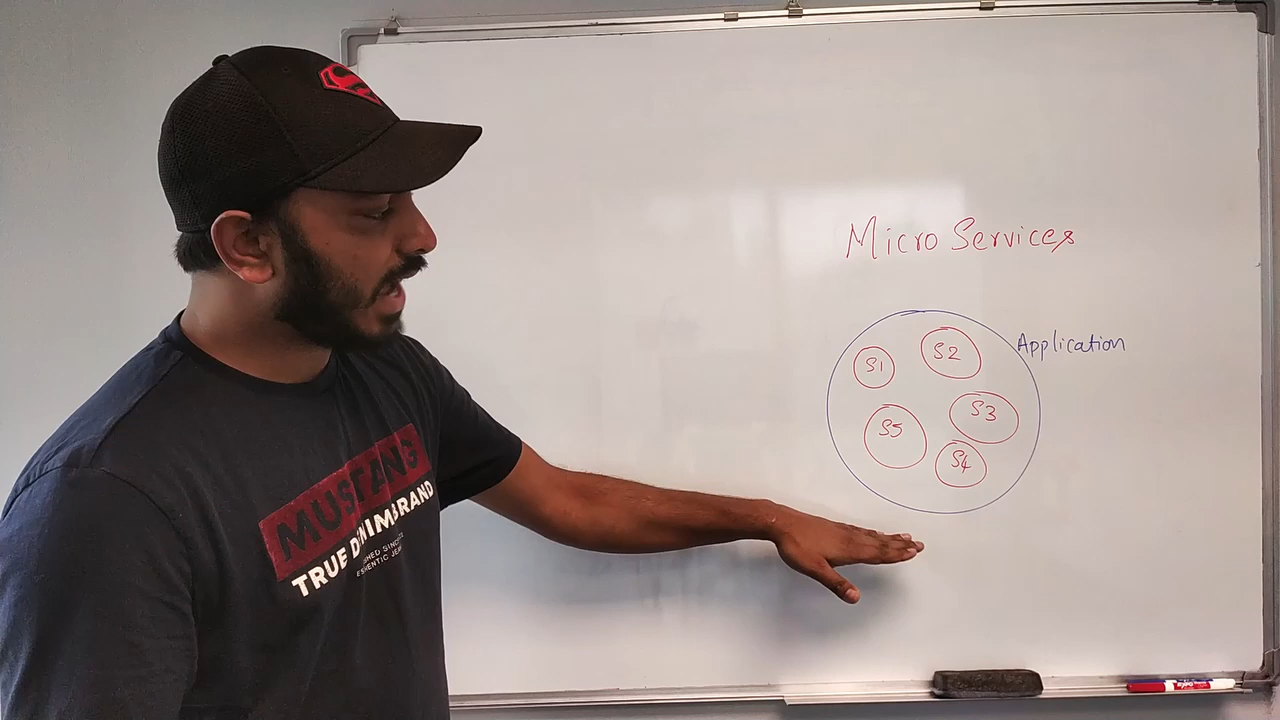 Micro Services
Application
S1
S2
S3
S5
S4
MUSTANG
TRUE DENIM BRAND